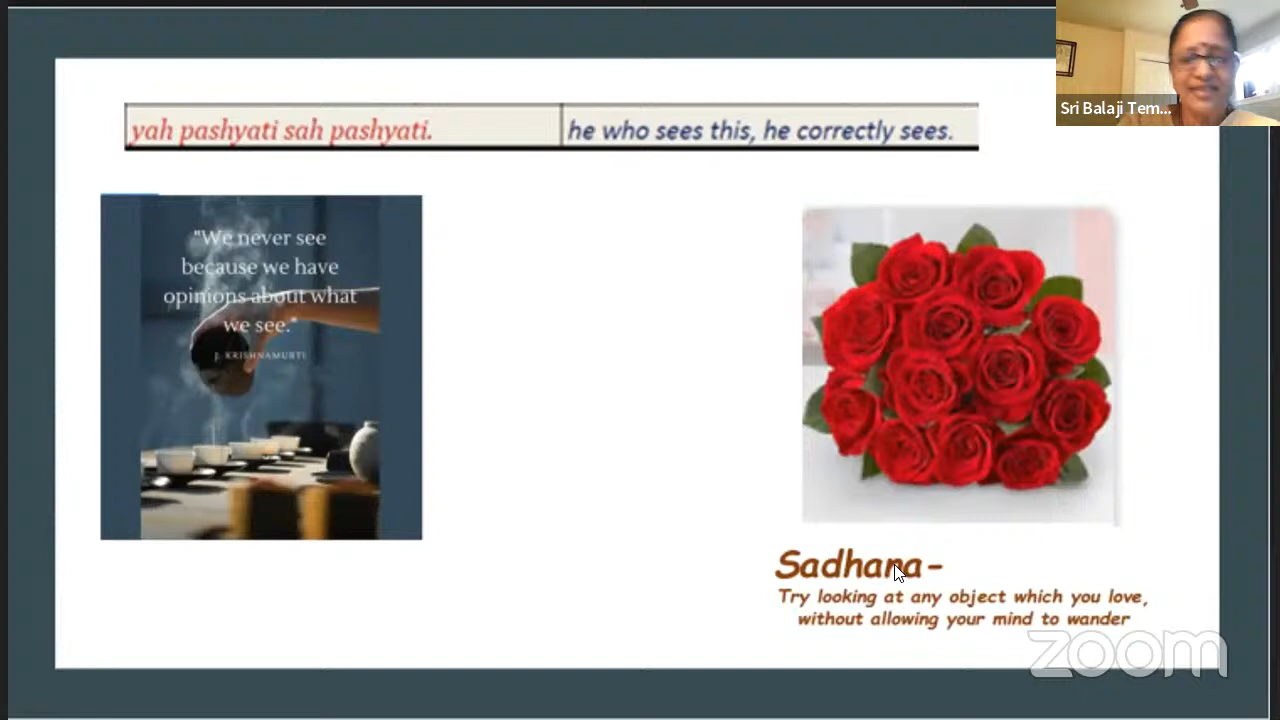 yah pashyati sah pashyati.
he who sees this, he correctly sees.
Sri Balaji Tem...
"We never see
because we have
opinions about what
we see."
J. KRISHNAMURTI
Sadhana-
Try looking at any object which you love,
without allowing your mind to wander
zoom